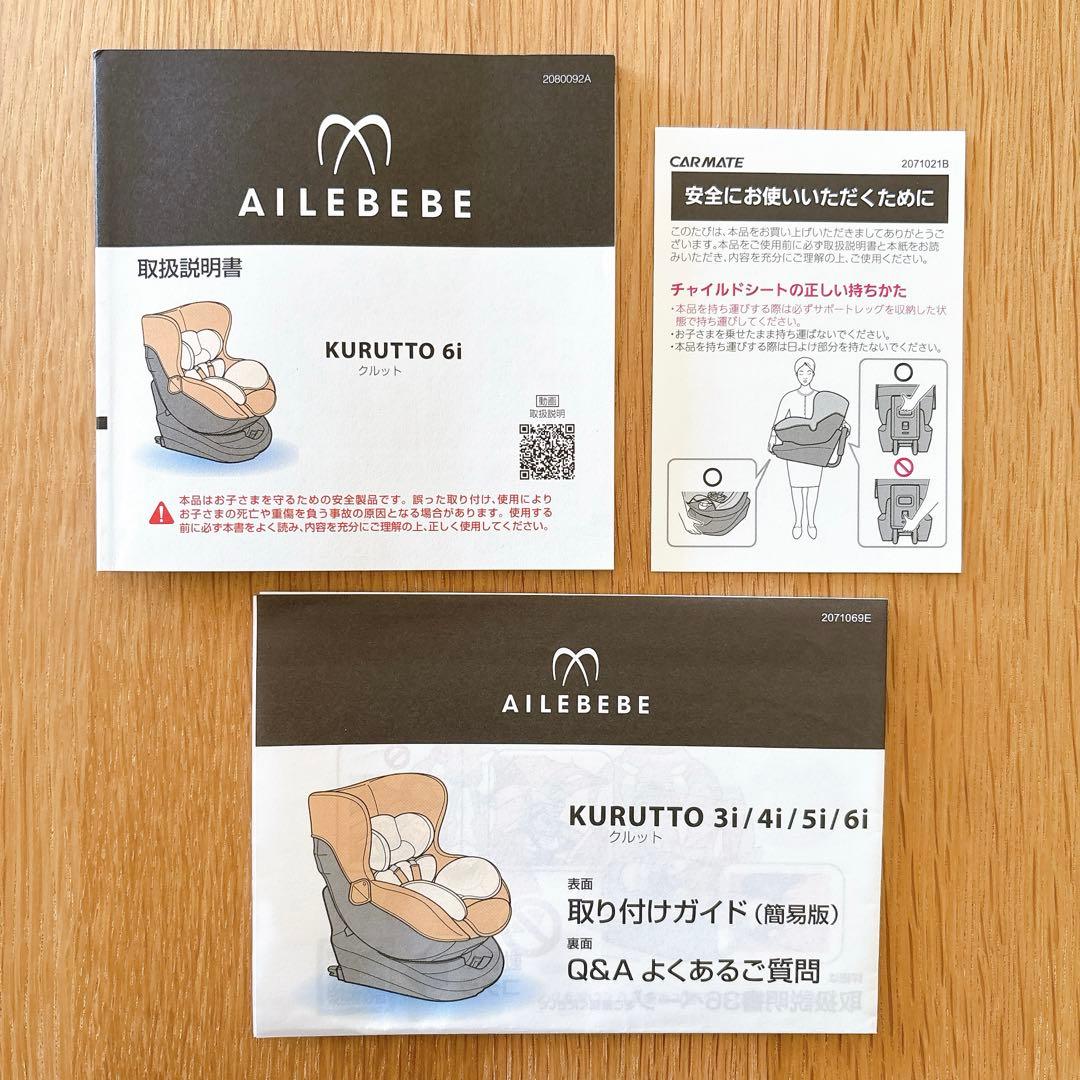 2080092A
AILEBEBE
取扱説明書
KURUTTO 6i
クルット
動画
取扱説明
本品はお子さまを守るための安全製品です。誤った取り付け、使用により
お子さまの死亡や重傷を負う事故の原因となる場合があります。使用する
前に必ず本書をよく読み、内容を充分にご理解の上、正しく使用してください。
CARMATE
2071021B
安全にお使いいただくために
このたびは、本品をお買い上げいただきましてありがとうご
ざいます。本品をご使用前に必ず取扱説明書と本紙をお読
みいただき、内容を充分にご理解の上、ご使用ください。
チャイルドシートの正しい持ちかた
・本品を持ち運びする際は必ずサポートレッグを収納した状
態で持ち運びしてください。
・お子さまを乗せたまま持ち運ばないでください。
・本品を持ち運びする際は日よけ部分を持たないでください。
2071069E
AILEBEBE
KURUTTO 3i/4i/5i/6i
クルット
表面
取り付けガイド（簡易版）
裏面
Q&A よくあるご質問